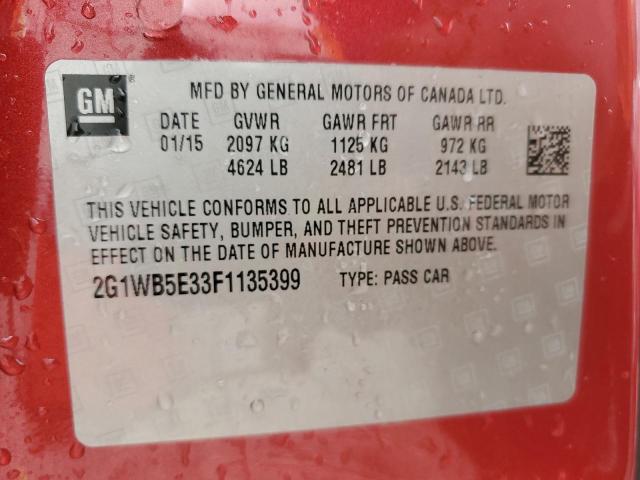 GM ®
MFD BY GENERAL MOTORS OF CANADA LTD.
DATE GVWR GAWR FRT GAWR RR
01/15 2097 KG 1125 KG 972 KG
4624 LB 2481 LB 2143 LB
THIS VEHICLE CONFORMS TO ALL APPLICABLE U.S. FEDERAL MOTOR
VEHICLE SAFETY, BUMPER, AND THEFT PREVENTION STANDARDS IN
EFFECT ON THE DATE OF MANUFACTURE SHOWN ABOVE.
2G1WB5E33F1135399 TYPE: PASS CAR